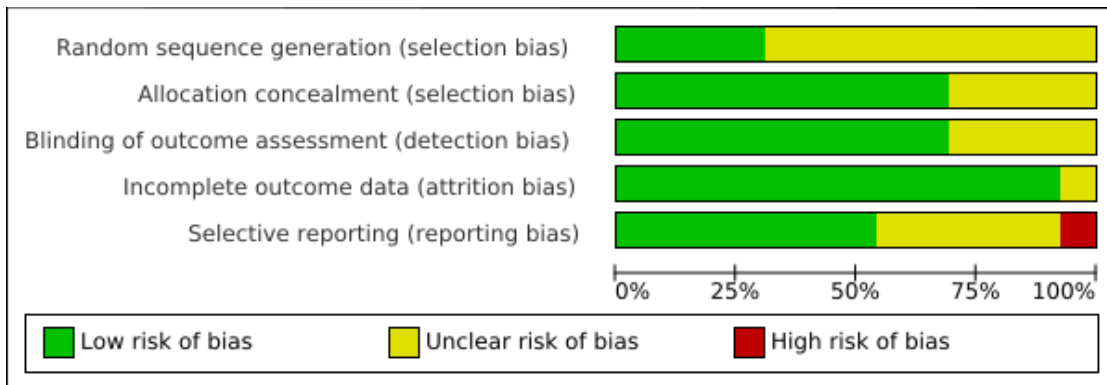 Random sequence generation (selection bias)
Allocation concealment (selection bias)
Blinding of outcome assessment (detection bias)
Incomplete outcome data (attrition bias)
Selective reporting (reporting bias)
0% 25% 50% 75% 100%
Low risk of bias Unclear risk of bias High risk of bias